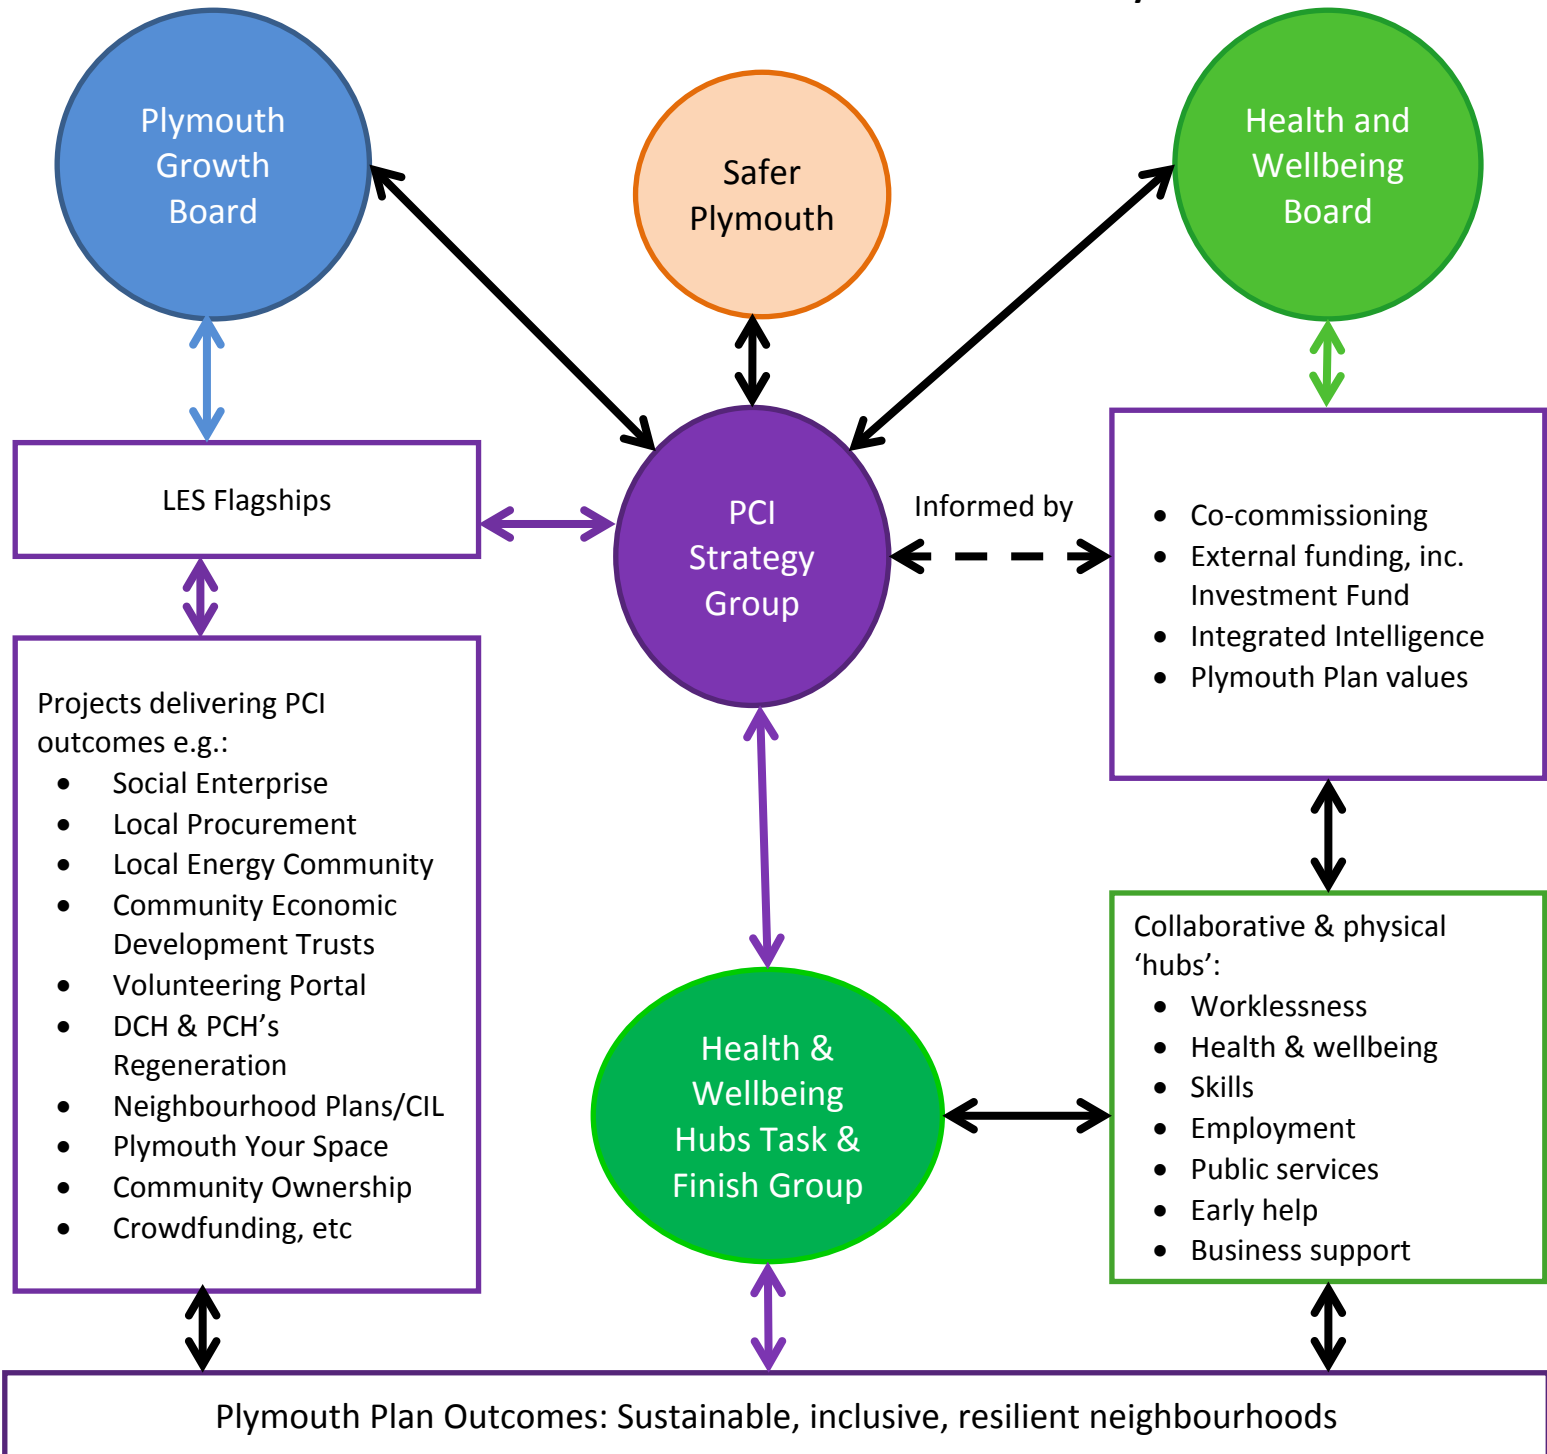 Plymouth
Growth
Board
Safer
Plymouth
Health and
Wellbeing
Board
LES Flagships
PCI
Strategy
Group
Informed by
• Co-commissioning
• External funding, inc.
Investment Fund
• Integrated Intelligence
• Plymouth Plan values
Projects delivering PCI
outcomes e.g.:
• Social Enterprise
• Local Procurement
• Local Energy Community
• Community Economic
Development Trusts
• Volunteering Portal
• DCH & PCH’s
Regeneration
• Neighbourhood Plans/CIL
• Plymouth Your Space
• Community Ownership
• Crowdfunding, etc
Health &
Wellbeing
Hubs Task &
Finish Group
Collaborative & physical
‘hubs’:
• Worklessness
• Health & wellbeing
• Skills
• Employment
• Public services
• Early help
• Business support
Plymouth Plan Outcomes: Sustainable, inclusive, resilient neighbourhoods